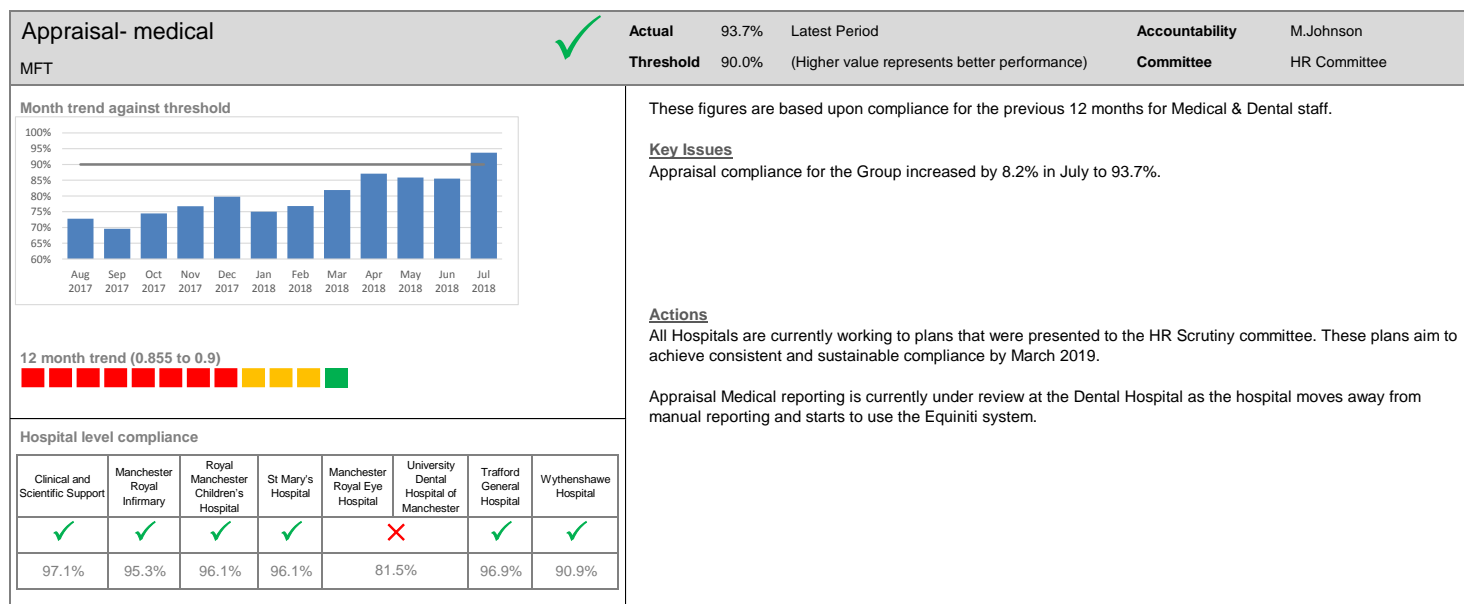 Appraisal- medical
MFT
Actual 93.7% Latest Period Accountability M.Johnson
Threshold 90.0% (Higher value represents better performance) Committee HR Committee
Month trend against threshold
100%
95%
90%
85%
80%
75%
70%
65%
60%
Aug Sep Oct Nov Dec Jan Feb Mar Apr May Jun Jul
2017 2017 2017 2017 2017 2018 2018 2018 2018 2018 2018 2018
12 month trend (0.855 to 0.9)
Hospital level compliance
Clinical and
Scientific Support
Manchester
Royal
Infirmary
Royal
Manchester
Children's
Hospital
St Mary's
Hospital
Manchester
Royal Eye
Hospital
University
Dental
Hospital of
Manchester
Trafford
General
Hospital
Wythenshawe
Hospital
97.1% 95.3% 96.1% 96.1% 81.5% 96.9% 90.9%
These figures are based upon compliance for the previous 12 months for Medical & Dental staff.
Key Issues
Appraisal compliance for the Group increased by 8.2% in July to 93.7%.
Actions
All Hospitals are currently working to plans that were presented to the HR Scrutiny committee. These plans aim to
achieve consistent and sustainable compliance by March 2019.
Appraisal Medical reporting is currently under review at the Dental Hospital as the hospital moves away from
manual reporting and starts to use the Equiniti system.